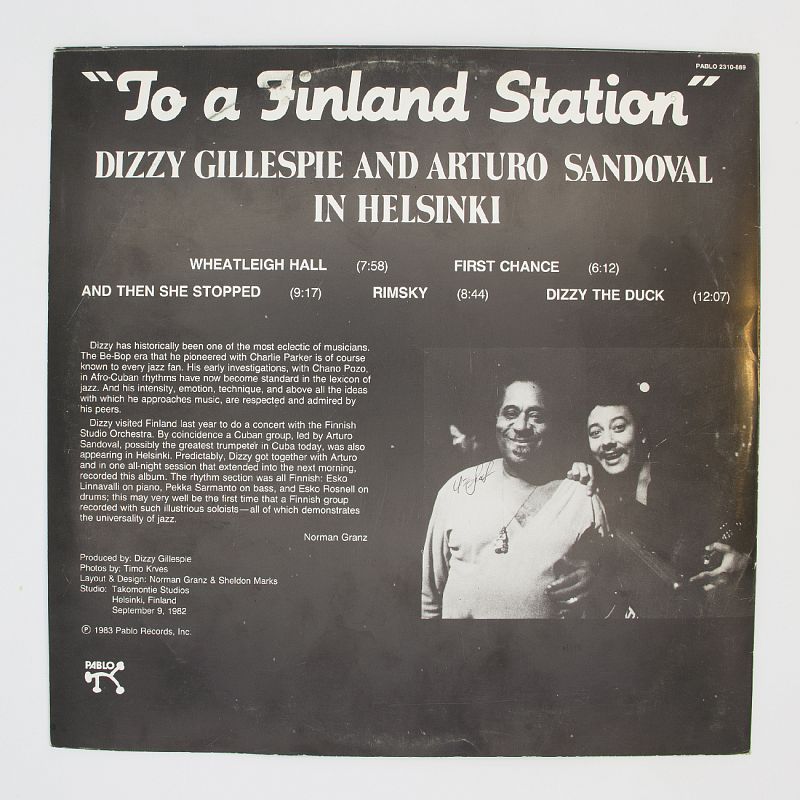 PABLO 2310-889
"To a Finland Station"
DIZZY GILLESPIE AND ARTURO SANDOVAL
IN HELSINKI
WHEATLEIGH HALL (7:58) FIRST CHANCE (6:12)
AND THEN SHE STOPPED (9:17) RIMSKY (8:44) DIZZY THE DUCK (12:07)
Dizzy has historically been one of the most eclectic of musicians.
The Be-Bop era that he pioneered with Charlie Parker is of course
known to every jazz fan. His early investigations, with Chano Pozo,
in Afro-Cuban rhythms have now become standard in the lexicon of
jazz. And his intensity, emotion, technique, and above all the ideas
with which he approaches music, are respected and admired by
his peers.
Dizzy visited Finland last year to do a concert with the Finnish
Studio Orchestra. By coincidence a Cuban group, led by Arturo
Sandoval, possibly the greatest trumpeter in Cuba today, was also
appearing in Helsinki. Predictably, Dizzy got together with Arturo
and in one all-night session that extended into the next morning,
recorded this album. The rhythm section was all Finnish: Esko
Linnavalli on piano, Pekka Sarmanto on bass, and Esko Rosnell on
drums; this may very well be the first time that a Finnish group
recorded with such illustrious soloists—all of which demonstrates
the universality of jazz.
Norman Granz
Produced by: Dizzy Gillespie
Photos by: Timo Krves
Layout & Design: Norman Granz & Sheldon Marks
Studio: Takomontie Studios
Helsinki, Finland
September 9, 1982
Ⓟ 1983 Pablo Records, Inc.
PABLO